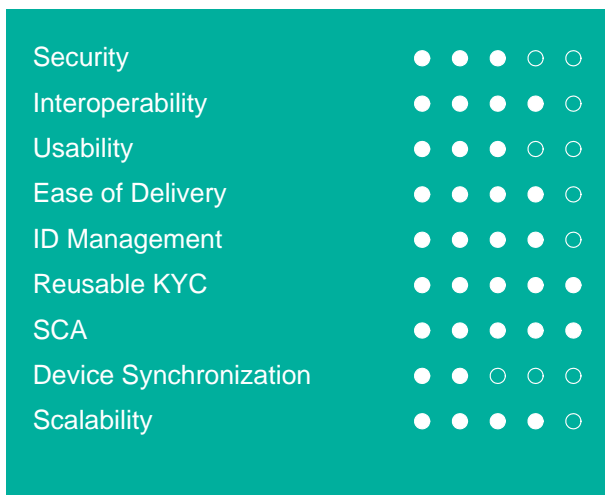 Security
Interoperability
Usability
Ease of Delivery
ID Management
Reusable KYC
SCA
Device Synchronization
Scalability